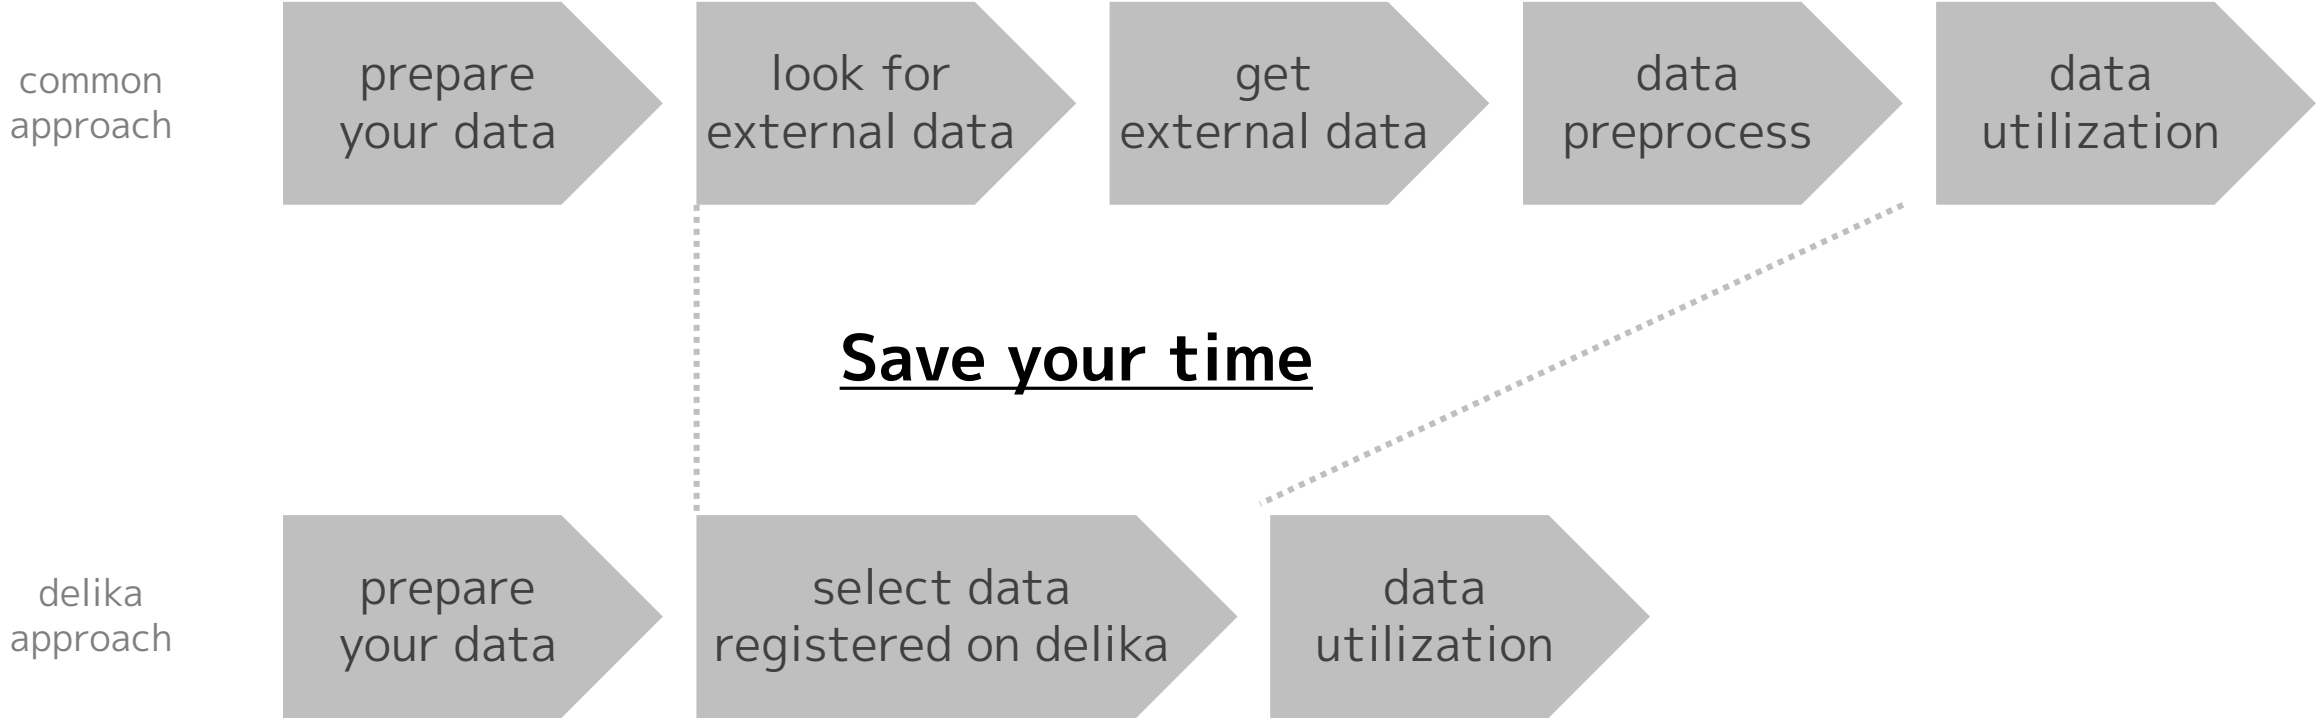 common
approach
prepare
your data
look for
external data
get
external data
data
preprocess
data
utilization
Save your time
delika
approach
prepare
your data
select data
registered on delika
data
utilization